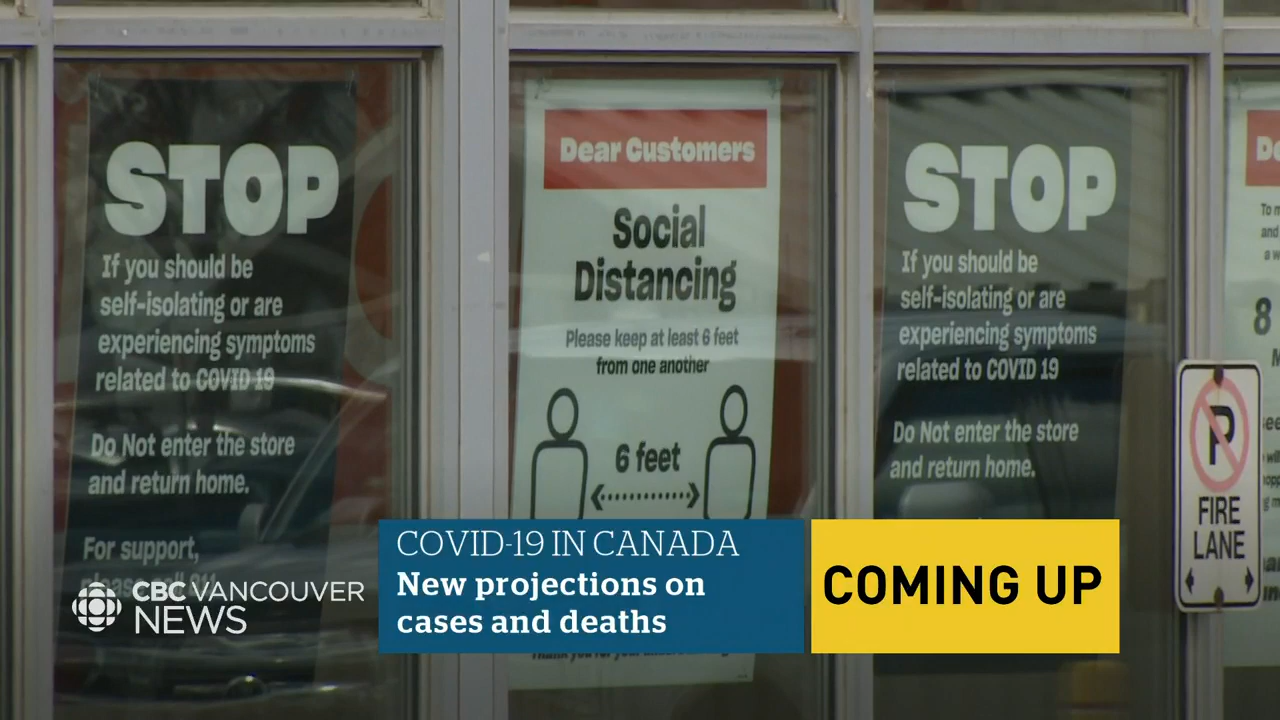 STOP
If you should be
self-isolating or are
experiencing symptoms
related to COVID 19
Do Not enter the store
and return home.
For support,
Dear Customers
Social
Distancing
Please keep at least 6 feet
from one another
6 feet
STOP
If you should be
self-isolating or are
experiencing symptoms
related to COVID 19
Do Not enter the store
and return home.
8
P
FIRE
LANE
CBC VANCOUVER
NEWS
COVID-19 IN CANADA
New projections on
cases and deaths
COMING UP